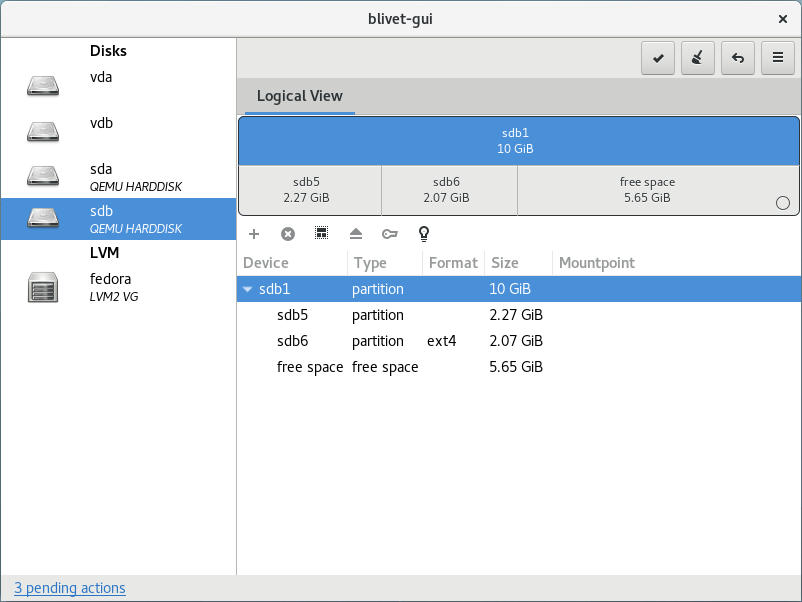 blivet-gui
Disks
vda
vdb
sda
QEMU HARDDISK
sdb
QEMU HARDDISK
LVM
fedora
LVM2 VG
Logical View
sdb1
10 GiB
sdb5 sdb6 free space
2.27 GiB 2.07 GiB 5.65 GiB
Device Type Format Size Mountpoint
sdb1 partition 10 GiB
sdb5 partition 2.27 GiB
sdb6 partition ext4 2.07 GiB
free space free space 5.65 GiB
3 pending actions